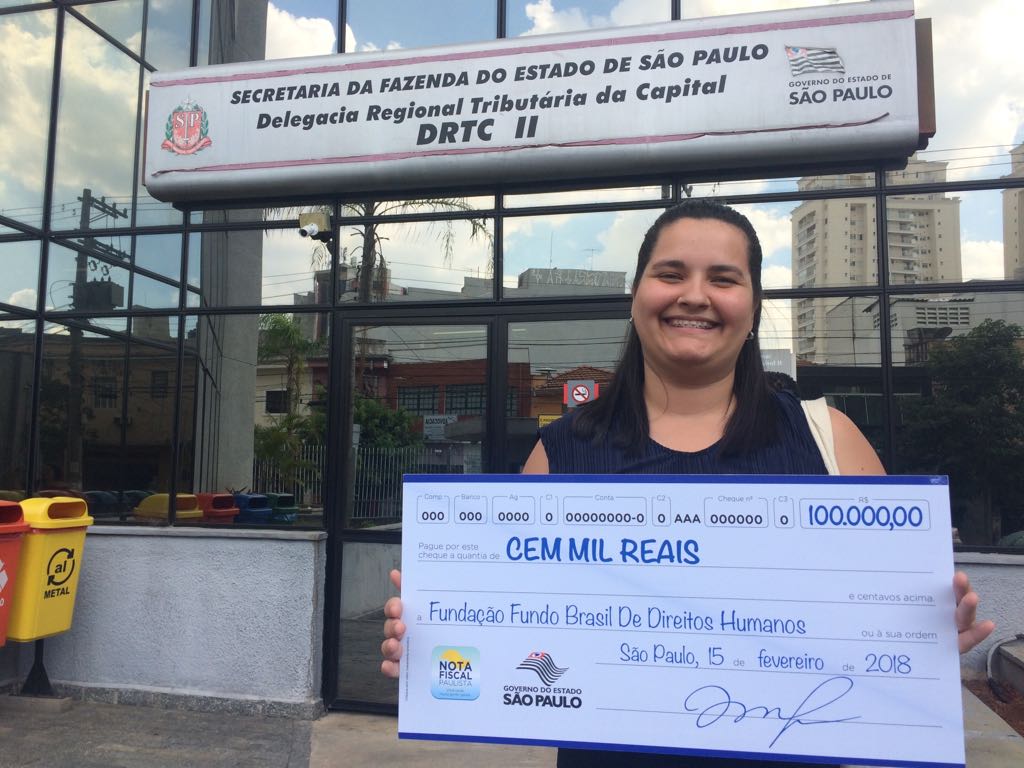 SECRETARIA DA FAZENDA DO ESTADO DE SÃO PAULO
Delegacia Regional Tributária da Capital
DRTC II
SP
GOVERNO DO ESTADO DE
SÃO PAULO
al
METAL
Comp Banco Ag C1 Conta C2 Cheque nº C3 R$
000 000 0000 0 00000000-0 0 AAA 000000 0 100.000,00
Pague por este
cheque a quantia de CEM MIL REAIS
e centavos acima.
a Fundação Fundo Brasil De Direitos Humanos ou à sua ordem
São Paulo, 15 de fevereiro de 2018
NOTA
FISCAL
PAULISTA
GOVERNO DO ESTADO
SÃO PAULO